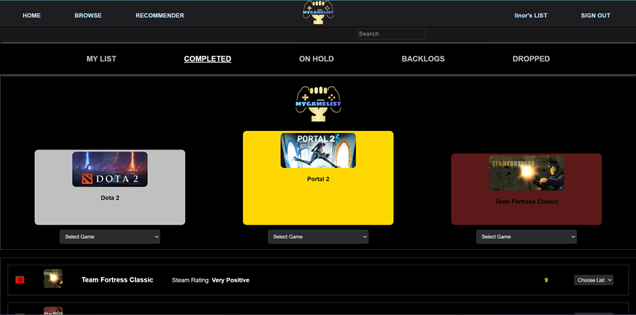 HOME BROWSE RECOMMENDER MYGAMELIST linor's LIST SIGN OUT
Search
MY LIST COMPLETED ON HOLD BACKLOGS DROPPED
MYGAMELIST
PORTAL 2
DOTA 2
TEAM FORTRESS
Portal 2
Dota 2
Team Fortress Classic
Select Game Select Game Select Game
Team Fortress Classic Steam Rating: Very Positive 9 Choose List